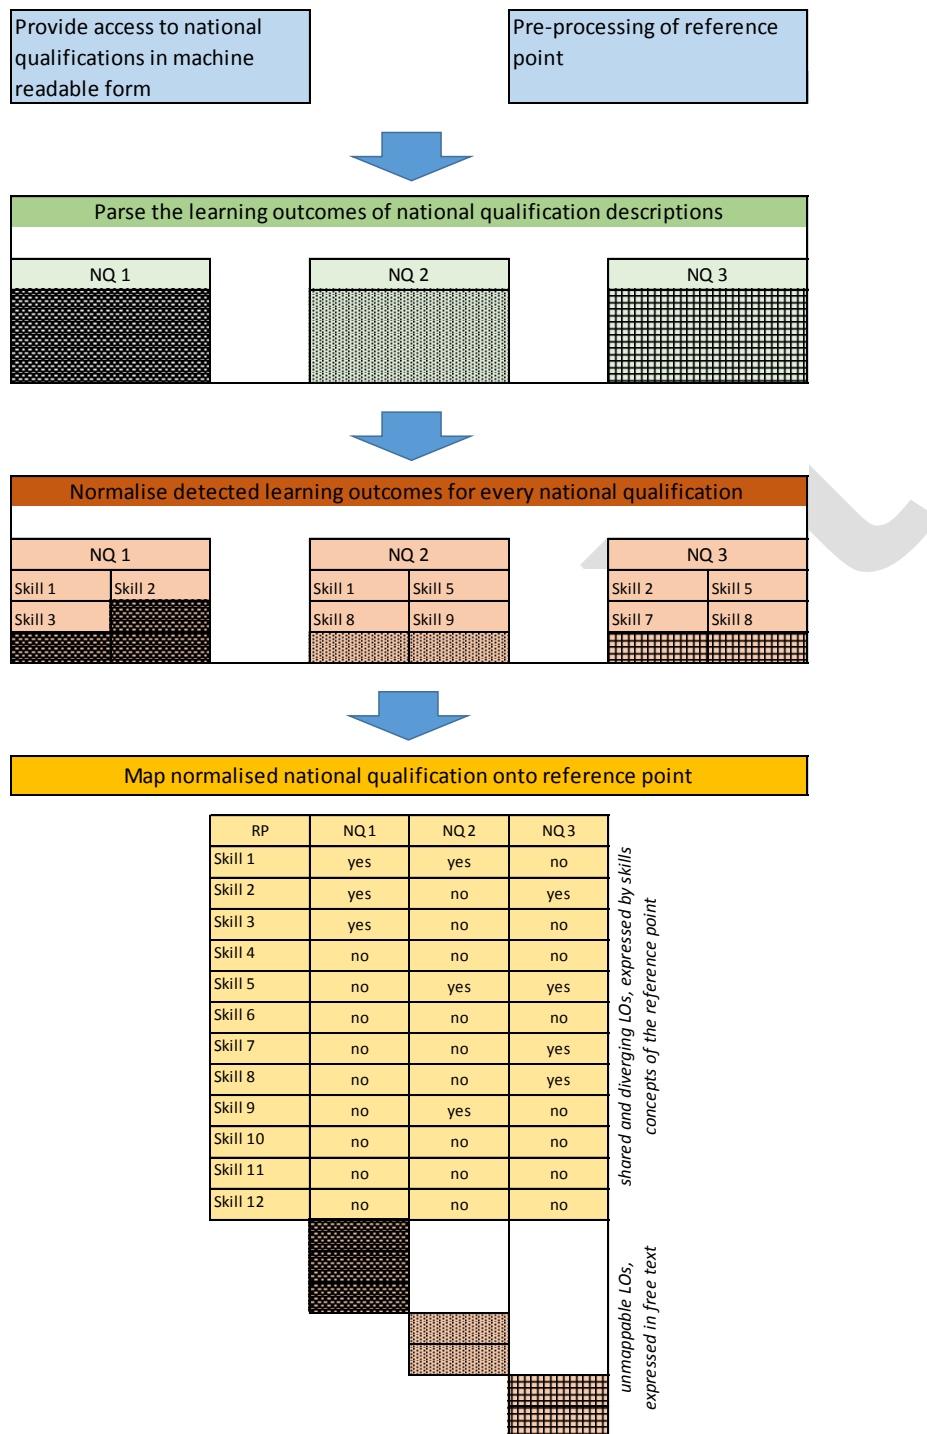 Provide access to national
qualifications in machine
readable form
Pre-processing of reference
point
Parse the learning outcomes of national qualification descriptions
NQ 1
NQ 2
NQ 3
Normalise detected learning outcomes for every national qualification
NQ 1
NQ 2
NQ 3
Skill 1 Skill 2
Skill 3
Skill 1 Skill 5
Skill 8 Skill 9
Skill 2 Skill 5
Skill 7 Skill 8
Map normalised national qualification onto reference point
RP NQ 1 NQ 2 NQ 3
Skill 1 yes yes no
Skill 2 yes no yes
Skill 3 yes no no
Skill 4 no no no
Skill 5 no yes yes
Skill 6 no no no
Skill 7 no no yes
Skill 8 no no yes
Skill 9 no yes no
Skill 10 no no no
Skill 11 no no no
Skill 12 no no no
shared and diverging LOs, expressed by skills
concepts of the reference point
unmappable LOs,
expressed in free text